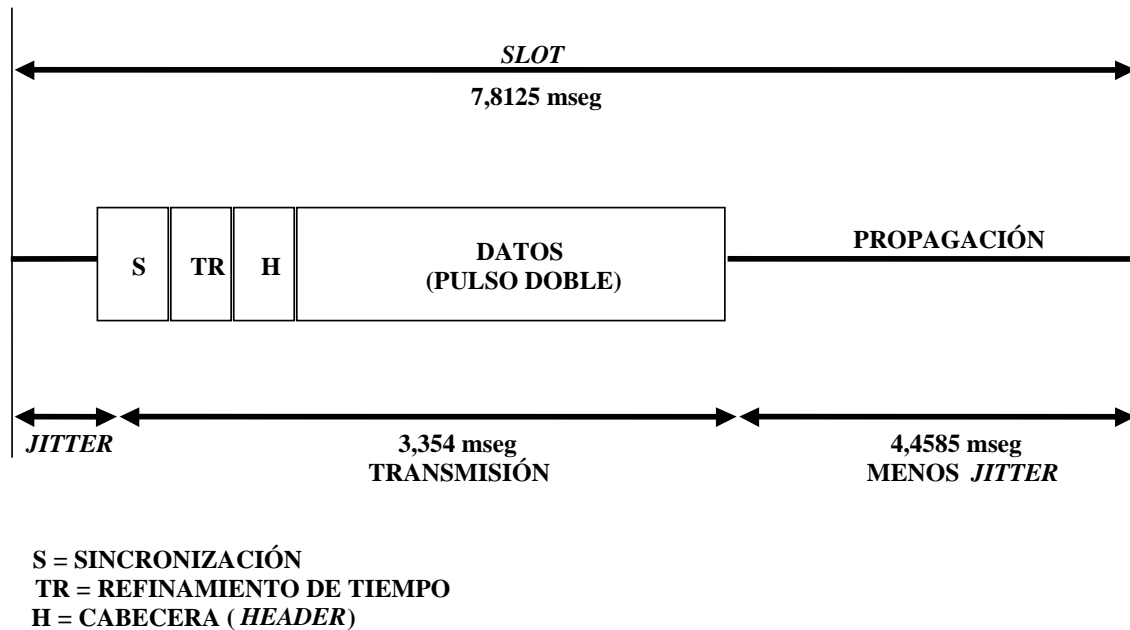 SLOT
7,8125 mseg
S
TR
H
DATOS
(PULSO DOBLE)
PROPAGACIÓN
JITTER
3,354 mseg
TRANSMISIÓN
4,4585 mseg
MENOS JITTER
S = SINCRONIZACIÓN
TR = REFINAMIENTO DE TIEMPO
H = CABECERA ( HEADER)